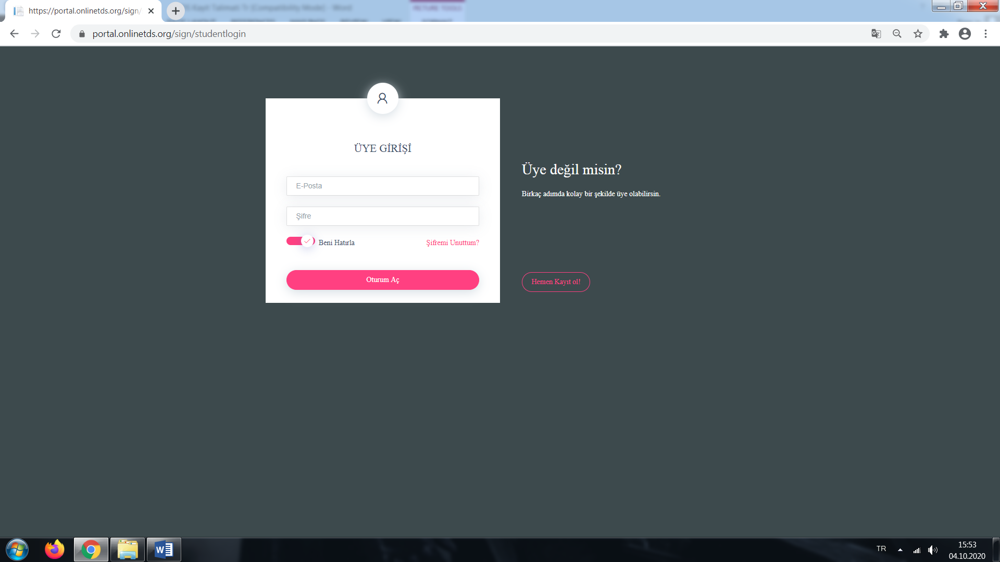 https://portal.onlinetds.org/sign/
portal.onlinetds.org/sign/studentlogin
ÜYE GİRİŞİ
E-Posta
Şifre
Beni Hatırla
Şifremi Unuttum?
Oturum Aç
Üye değil misin?
Birkaç adımda kolay bir şekilde üye olabilirsin.
Hemen Kayıt ol!
TR
15:53
04.10.2020